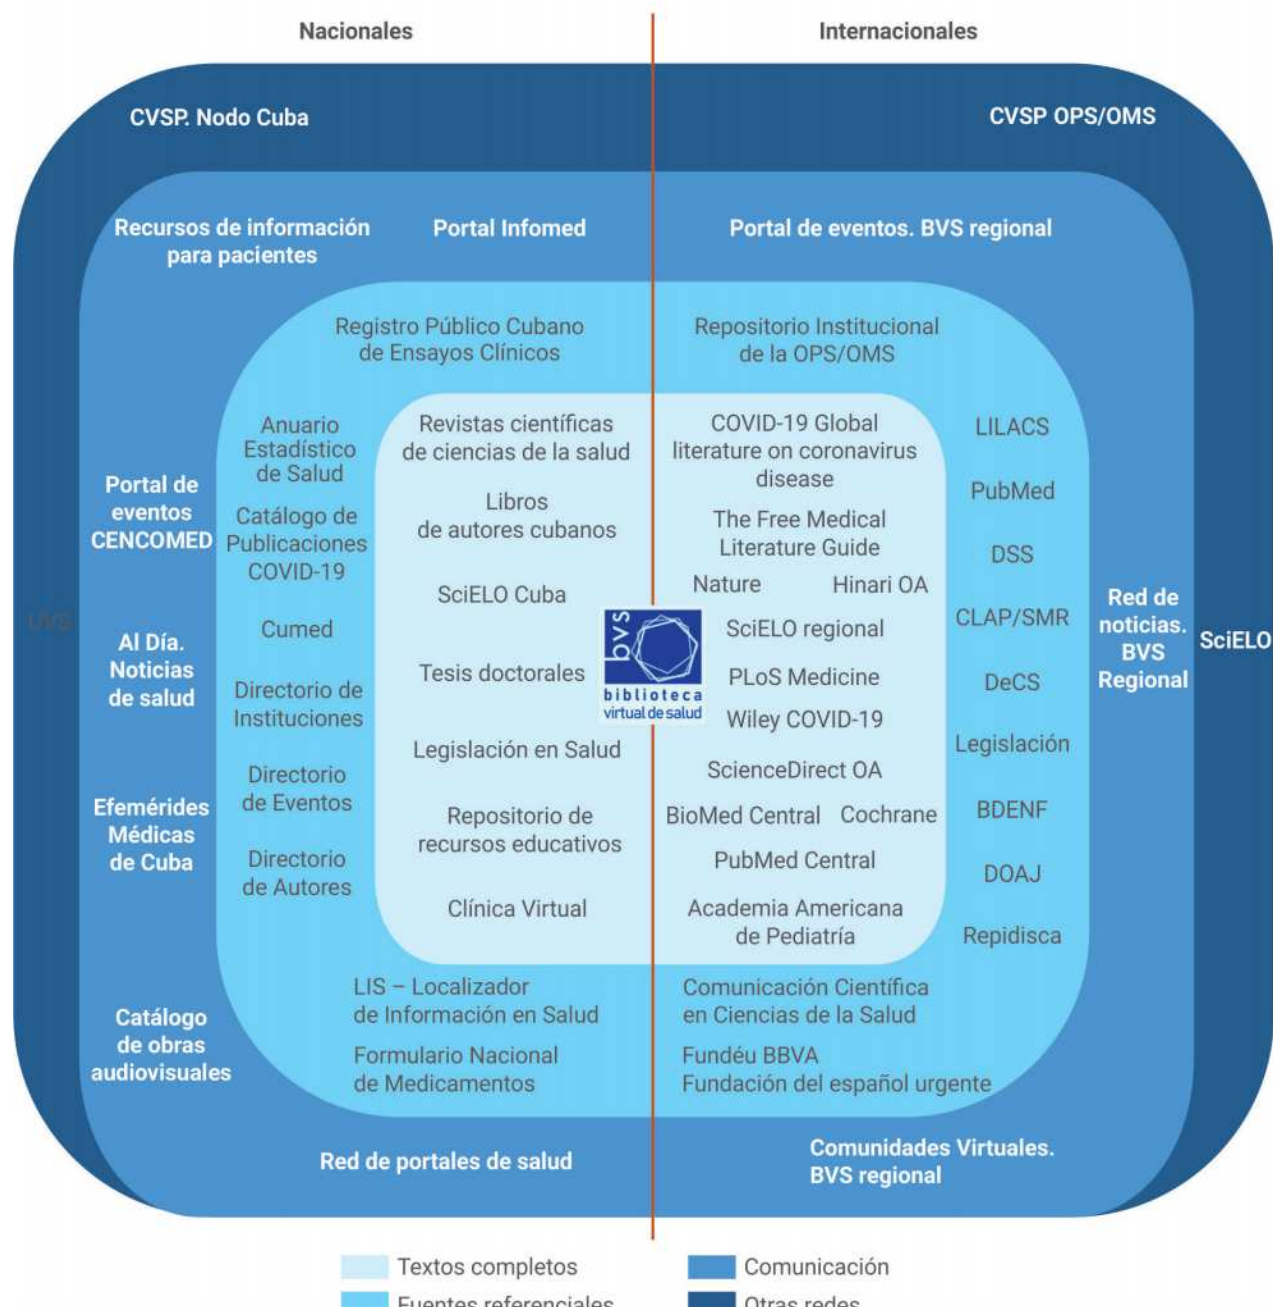 Nacionales
Internacionales
CVSP. Nodo Cuba
CVSP OPS/OMS
Recursos de información
para pacientes
Portal Infomed
Portal de eventos. BVS regional
Registro Público Cubano
de Ensayos Clínicos
Repositorio Institucional
de la OPS/OMS
Portal de
eventos
CENCOMED
Al Día.
Noticias
de salud
Efemérides
Médicas
de Cuba
Catálogo
de obras
audiovisuales
UVS
Anuario
Estadístico
de Salud
Catálogo de
Publicaciones
COVID-19
Cumed
Directorio de
Instituciones
Directorio
de Eventos
Directorio
de Autores
Revistas científicas
de ciencias de la salud
Libros
de autores cubanos
SciELO Cuba
Tesis doctorales
Legislación en Salud
Repositorio de
recursos educativos
Clínica Virtual
bvs
biblioteca
virtual de salud
COVID-19 Global
literature on coronavirus
disease
The Free Medical
Literature Guide
Nature
Hinari OA
SciELO regional
PLoS Medicine
Wiley COVID-19
ScienceDirect OA
BioMed Central
Cochrane
PubMed Central
Academia Americana
de Pediatría
LILACS
PubMed
DSS
CLAP/SMR
DeCS
Legislación
BDENF
DOAJ
Repidisca
Red de
noticias.
BVS
Regional
SciELO
LIS – Localizador
de Información en Salud
Formulario Nacional
de Medicamentos
Comunicación Científica
en Ciencias de la Salud
Fundéu BBVA
Fundación del español urgente
Red de portales de salud
Comunidades Virtuales.
BVS regional
Textos completos
Comunicación
Fuentes referenciales
Otras redes